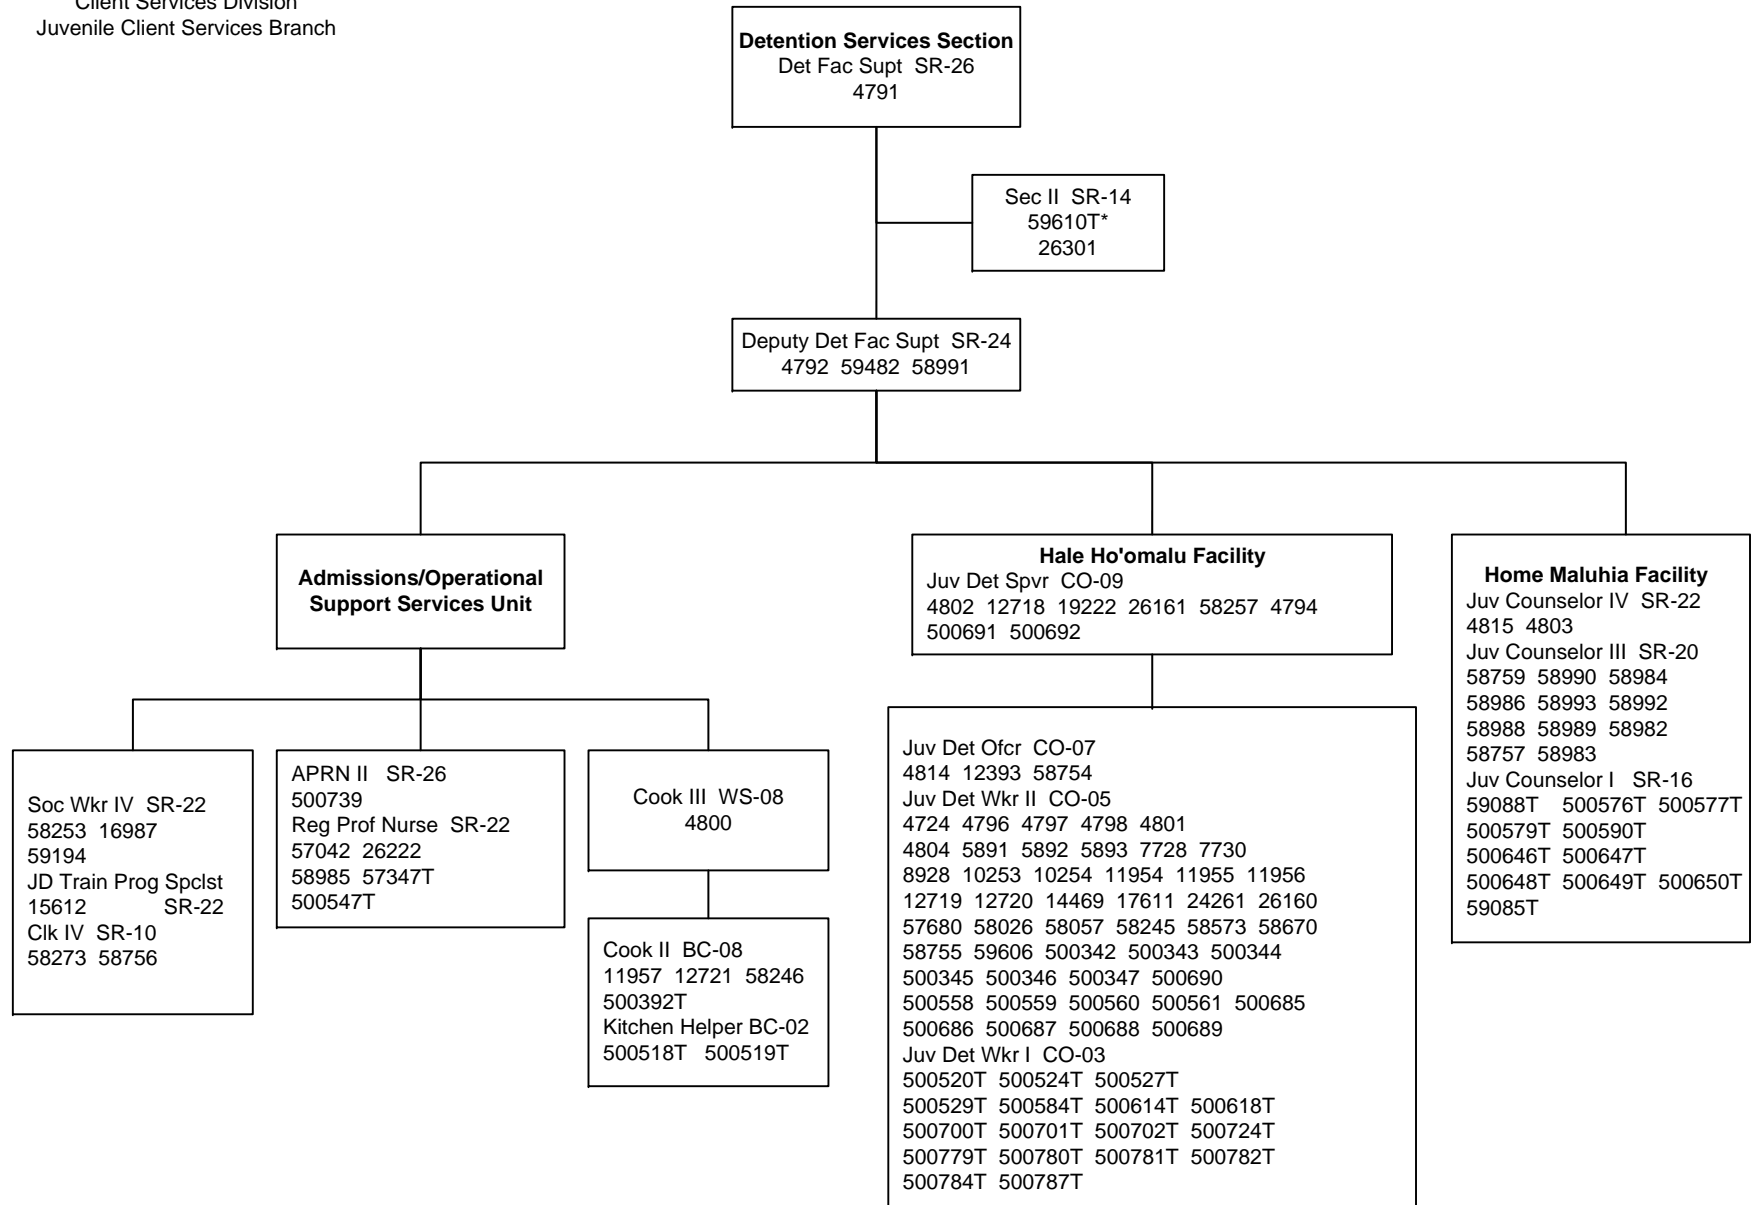 Client Services Division
Juvenile Client Services Branch
Detention Services Section
Det Fac Supt SR-26
4791
Sec II SR-14
59610T*
26301
Deputy Det Fac Supt SR-24
4792 59482 58991
Admissions/Operational
Support Services Unit
Soc Wkr IV SR-22
58253 16987
59194
JD Train Prog Spclst
15612 SR-22
Clk IV SR-10
58273 58756
APRN II SR-26
500739
Reg Prof Nurse SR-22
57042 26222
58985 57347T
500547T
Cook III WS-08
4800
Cook II BC-08
11957 12721 58246
500392T
Kitchen Helper BC-02
500518T 500519T
Hale Ho'omalu Facility
Juv Det Spvr CO-09
4802 12718 19222 26161 58257 4794
500691 500692
Juv Det Ofcr CO-07
4814 12393 58754
Juv Det Wkr II CO-05
4724 4796 4797 4798 4801
4804 5891 5892 5893 7728 7730
8928 10253 10254 11954 11955 11956
12719 12720 14469 17611 24261 26160
57680 58026 58057 58245 58573 58670
58755 59606 500342 500343 500344
500345 500346 500347 500690
500558 500559 500560 500561 500685
500686 500687 500688 500689
Juv Det Wkr I CO-03
500520T 500524T 500527T
500529T 500584T 500614T 500618T
500700T 500701T 500702T 500724T
500779T 500780T 500781T 500782T
500784T 500787T
Home Maluhia Facility
Juv Counselor IV SR-22
4815 4803
Juv Counselor III SR-20
58759 58990 58984
58986 58993 58992
58988 58989 58982
58757 58983
Juv Counselor I SR-16
59088T 500576T 500577T
500579T 500590T
500646T 500647T
500648T 500649T 500650T
59085T